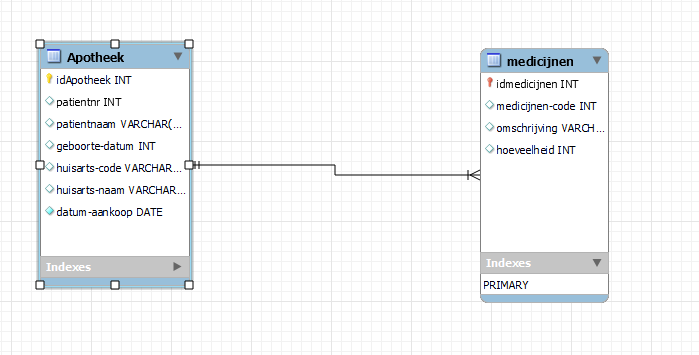 Apotheek
idApotheek INT
patientnr INT
patientnaam VARCHAR(...
geboorte-datum INT
huisarts-code VARCHAR...
huisarts-naam VARCHAR...
datum-aankoop DATE
Indexes
medicijnen
idmedicijnen INT
medicijnen-code INT
omschrijving VARCH...
hoeveelheid INT
Indexes
PRIMARY